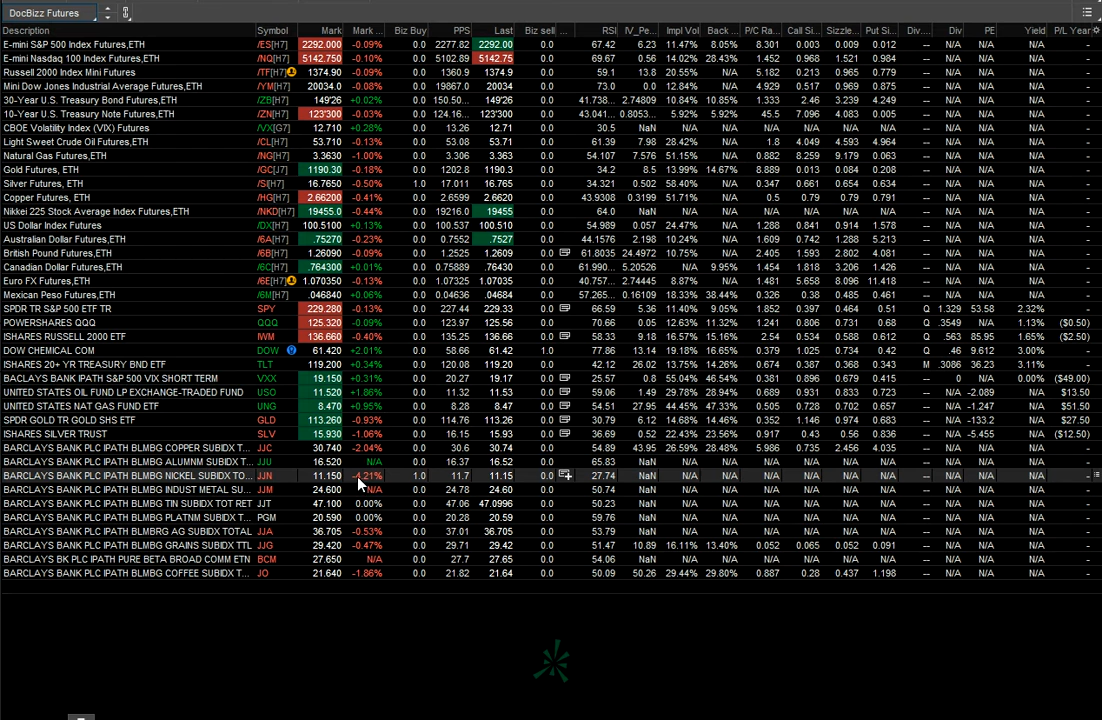 DocBizz Futures
Description Symbol Mark Mark ... Biz Buy PPS Last Biz sell ... RSI IV_Pe... Impl Vol Back ... P/C Ra... Call Si... Sizzle... Put Si... Div... Div PE Yield P/L Year
E-mini S&P 500 Index Futures,ETH /ES[H7] 2292.000 -0.09% 0.0 2277.82 2292.00 0.0 67.42 6.23 11.47% 8.05% 8.301 0.003 0.009 0.012 -- N/A N/A N/A -
E-mini Nasdaq 100 Index Futures,ETH /NQ[H7] 5142.750 -0.10% 0.0 5102.89 5142.75 0.0 69.67 0.56 14.02% 28.43% 1.452 0.968 1.521 0.984 -- N/A N/A N/A -
Russell 2000 Index Mini Futures /TF[H7] 1374.90 -0.09% 0.0 1360.9 1374.9 0.0 59.1 13.8 20.55% N/A 5.182 0.213 0.965 0.779 -- N/A N/A N/A -
Mini Dow Jones Industrial Average Futures,ETH /YM[H7] 20034.0 -0.08% 0.0 19867.0 20034 0.0 73.0 0.0 12.84% N/A 4.929 0.517 0.969 0.875 -- N/A N/A N/A -
30-Year U.S. Treasury Bond Futures,ETH /ZB[H7] 149'26 +0.02% 0.0 150.50... 149'26 0.0 41.738... 2.74809 10.84% 10.85% 1.333 2.46 3.239 4.249 -- N/A N/A N/A -
10-Year U.S. Treasury Note Futures,ETH /ZN[H7] 123'300 -0.03% 0.0 124.16... 123'300 0.0 43.041... 0.8053... 5.92% 5.92% 45.5 7.096 4.083 0.005 -- N/A N/A N/A -
CBOE Volatility Index (VIX) Futures /VX[G7] 12.710 +0.28% 0.0 13.26 12.71 0.0 30.5 NaN N/A N/A N/A N/A N/A N/A -- N/A N/A N/A -
Light Sweet Crude Oil Futures,ETH /CL[H7] 53.710 -0.13% 0.0 53.08 53.71 0.0 61.39 7.98 28.42% N/A 1.8 4.049 4.593 4.964 -- N/A N/A N/A -
Natural Gas Futures,ETH /NG[H7] 3.3630 -1.00% 0.0 3.306 3.363 0.0 54.107 7.576 51.15% N/A 0.882 8.259 9.179 0.063 -- N/A N/A N/A -
Gold Futures, ETH /GC[J7] 1190.30 -0.18% 0.0 1202.8 1190.3 0.0 34.2 8.5 13.99% 14.67% 8.889 0.013 0.084 0.208 -- N/A N/A N/A -
Silver Futures, ETH /SI[H7] 16.7650 -0.50% 1.0 17.011 16.765 0.0 34.321 0.502 58.40% N/A 0.347 0.661 0.654 0.634 -- N/A N/A N/A -
Copper Futures, ETH /HG[H7] 2.66200 -0.41% 0.0 2.6599 2.6620 0.0 43.9308 0.3199 51.71% N/A 0.5 0.79 0.79 0.791 -- N/A N/A N/A -
Nikkei 225 Stock Average Index Futures,ETH /NKD[H7] 19455.0 -0.44% 0.0 19216.0 19455 0.0 64.0 NaN N/A N/A N/A N/A N/A N/A -- N/A N/A N/A -
US Dollar Index Futures /DX[H7] 100.5100 +0.13% 0.0 100.537 100.510 0.0 54.989 0.057 24.47% N/A 1.288 0.841 0.914 1.578 -- N/A N/A N/A -
Australian Dollar Futures,ETH /6A[H7] .75270 -0.23% 0.0 0.7552 .7527 0.0 44.1576 2.198 10.24% N/A 1.609 0.742 1.288 5.213 -- N/A N/A N/A -
British Pound Futures,ETH /6B[H7] 1.26090 -0.09% 0.0 1.2525 1.2609 0.0 61.8035 24.4972 10.75% N/A 2.405 1.593 2.802 4.081 -- N/A N/A N/A -
Canadian Dollar Futures,ETH /6C[H7] .764300 +0.01% 0.0 0.75889 .76430 0.0 61.990... 5.20526 N/A 9.95% 1.454 1.818 3.206 1.426 -- N/A N/A N/A -
Euro FX Futures,ETH /6E[H7] 1.070350 -0.13% 0.0 1.07325 1.07035 0.0 40.757... 2.74445 8.87% N/A 1.481 5.658 8.096 11.418 -- N/A N/A N/A -
Mexican Peso Futures,ETH /6M[H7] .046840 +0.06% 0.0 0.04636 .04684 0.0 57.265... 0.16109 18.33% 38.44% 0.326 0.38 0.485 0.461 -- N/A N/A N/A -
SPDR TR S&P 500 ETF TR SPY 229.280 -0.13% 0.0 227.44 229.33 0.0 66.59 5.36 11.40% 9.05% 1.852 0.397 0.464 0.51 Q 1.329 53.58 2.32% -
POWERSHARES QQQ QQQ 125.320 -0.09% 0.0 123.97 125.56 0.0 70.66 0.05 12.63% 11.32% 1.241 0.806 0.731 0.68 Q .3549 N/A 1.13% ($0.50)
ISHARES RUSSELL 2000 ETF IWM 136.660 -0.40% 0.0 135.25 136.66 0.0 58.33 9.18 16.57% 15.16% 2.54 0.534 0.588 0.612 Q .563 85.95 1.65% ($2.50)
DOW CHEMICAL COM DOW 61.420 +2.01% 0.0 58.66 61.42 1.0 77.86 13.14 19.18% 16.65% 0.379 1.025 0.734 0.42 Q .46 9.612 3.00% -
ISHARES 20+ YR TREASURY BND ETF TLT 119.200 +0.34% 0.0 120.08 119.20 0.0 42.12 26.02 13.75% 14.11% 0.674 0.387 0.368 0.343 M .3086 36.23 3.11% -
BACLAYS BANK IPATH S&P 500 VIX SHORT TERM VXX 19.150 +0.31% 0.0 20.27 19.17 0.0 25.57 0.8 55.04% 46.54% 0.381 0.896 0.679 0.415 -- 0 N/A 0.00% ($49.00)
UNITED STATES OIL FUND LP EXCHANGE-TRADED FUND USO 11.520 +1.86% 0.0 11.32 11.53 0.0 59.06 1.49 29.78% 28.94% 0.689 0.931 0.833 0.723 -- N/A -2.089 N/A $13.50
UNITED STATES NAT GAS FUND ETF UNG 8.470 +0.95% 0.0 8.28 8.47 0.0 54.51 27.95 44.45% 47.33% 0.505 0.728 0.702 0.657 -- N/A -1.247 N/A $51.50
SPDR GOLD TR GOLD SHS ETF GLD 113.260 -0.93% 0.0 114.76 113.26 0.0 30.79 6.12 14.68% 14.46% 0.352 1.146 0.974 0.683 -- N/A -133.2 N/A $27.50
ISHARES SILVER TRUST SLV 15.930 -1.06% 0.0 16.15 15.93 0.0 36.69 0.52 22.43% 23.56% 0.917 0.43 0.56 0.836 -- N/A -5.455 N/A ($12.50)
BARCLAYS BANK PLC IPATH BLMBG COPPER SUBIDX T... JJC 30.740 -2.04% 0.0 30.6 30.74 0.0 54.81 43.95 26.59% 28.48% 5.986 N/A N/A N/A -- N/A N/A N/A -
BARCLAYS BANK PLC IPATH BLMBG ALUMNM SUBIDX T... JJU 16.520 N/A 0.0 16.37 16.52 0.0 65.83 NaN N/A N/A N/A N/A N/A N/A -- N/A N/A N/A -
BARCLAYS BANK PLC IPATH BLMBG NICKEL SUBIDX TO... JJN 11.150 -4.21% 1.0 11.7 11.15 0.0 27.74 NaN N/A N/A N/A N/A N/A N/A -- N/A N/A N/A
BARCLAYS BANK PLC IPATH BLMBG INDUST METAL SU... JJM 24.600 N/A 0.0 24.78 24.60 0.0 50.74 NaN N/A N/A N/A N/A N/A N/A -- N/A N/A N/A -
BARCLAYS BANK PLC IPATH BLMBG TIN SUBIDX TOT RET JJT 47.100 0.00% 0.0 47.06 47.0996 0.0 50.23 NaN N/A N/A N/A N/A N/A N/A -- N/A N/A N/A -
BARCLAYS BANK PLC IPATH BLMBG PLATNM SUBIDX T... PGM 20.590 0.00% 0.0 20.28 20.59 0.0 59.76 NaN N/A N/A N/A N/A N/A N/A -- N/A N/A N/A -
BARCLAYS BANK PLC IPATH BLMBRG AG SUBIDX TOTAL JJA 36.705 -0.53% 0.0 37.01 36.705 0.0 53.79 NaN N/A N/A N/A N/A N/A N/A -- N/A N/A N/A -
BARCLAYS BANK PLC IPATH BLMBG GRAINS SUBIDX TTL JJG 29.420 -0.47% 0.0 29.71 29.42 0.0 51.47 10.89 16.11% 13.40% 0.052 0.065 0.052 0.091 -- N/A N/A N/A -
BARCLAYS BK PLC IPATH PURE BETA BROAD COMM ETN BCM 27.650 N/A 0.0 27.7 27.65 0.0 54.06 NaN N/A N/A N/A N/A N/A N/A -- N/A N/A N/A -
BARCLAYS BANK PLC IPATH BLMBG COFFEE SUBIDX T... JO 21.640 -1.86% 0.0 21.82 21.64 0.0 50.09 50.26 29.44% 29.80% 0.887 0.28 0.437 1.198 -- N/A N/A N/A -